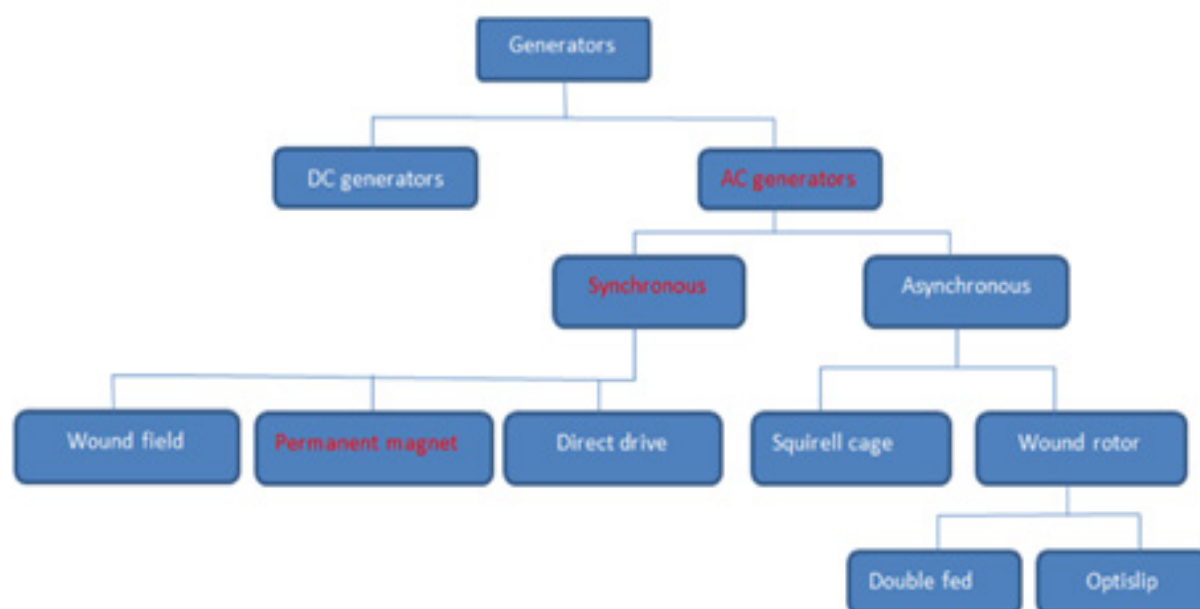 Generators
DC generators
AC generators
Synchronous
Asynchronous
Wound field
Permanent magnet
Direct drive
Squirell cage
Wound rotor
Double fed
Optislip